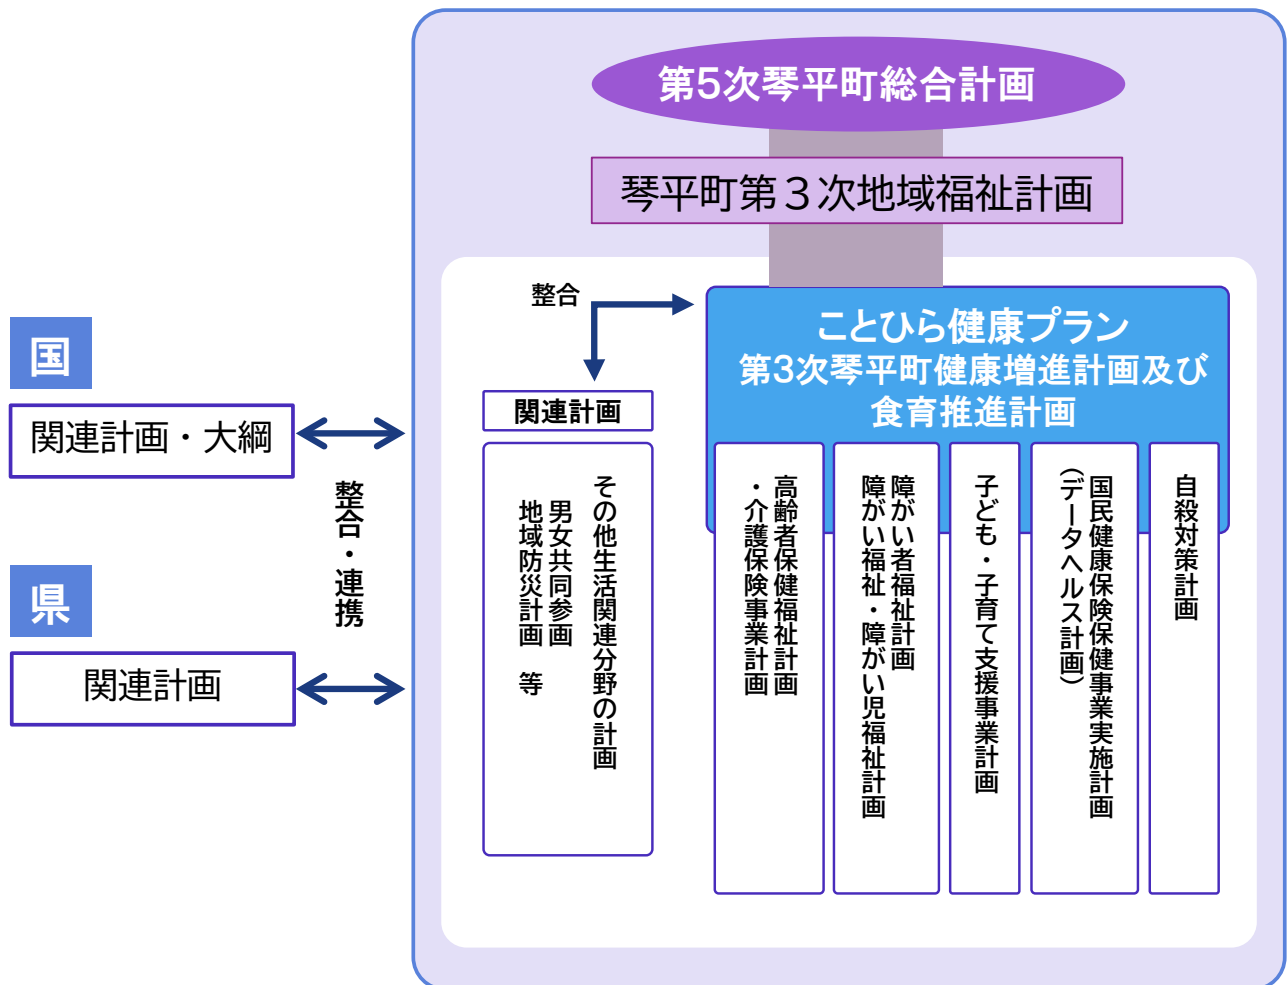 第5次琴平町総合計画
琴平町第３次地域福祉計画
整合
ことひら健康プラン
第3次琴平町健康増進計画及び
食育推進計画
国
関連計画・大綱
整合・連携
県
関連計画
関連計画
その他生活関連分野の計画
男女共同参画
地域防災計画　等
高齢者保健福祉計画
・介護保険事業計画
障がい者福祉計画
障がい福祉・障がい児福祉計画
子ども・子育て支援事業計画
国民健康保険保健事業実施計画
(データヘルス計画)
自殺対策計画